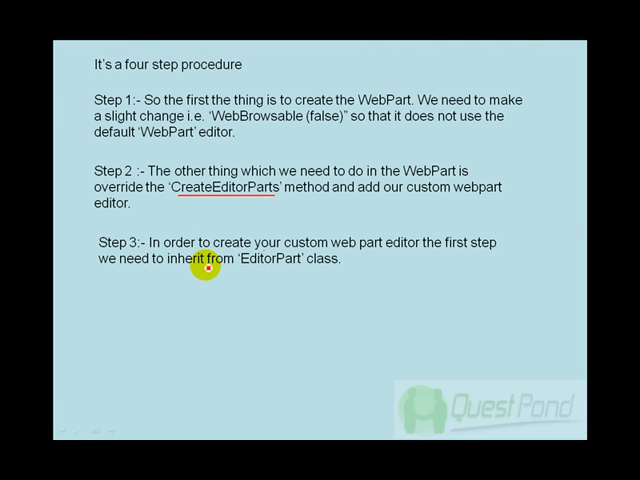 It's a four step procedure
Step 1:- So the first the thing is to create the WebPart. We need to make
a slight change i.e. 'WebBrowsable (false)" so that it does not use the
default 'WebPart' editor.
Step 2 :- The other thing which we need to do in the WebPart is
override the 'CreateEditorParts' method and add our custom webpart
editor.
Step 3:- In order to create your custom web part editor the first step
we need to inherit from 'EditorPart' class.
QuestPond